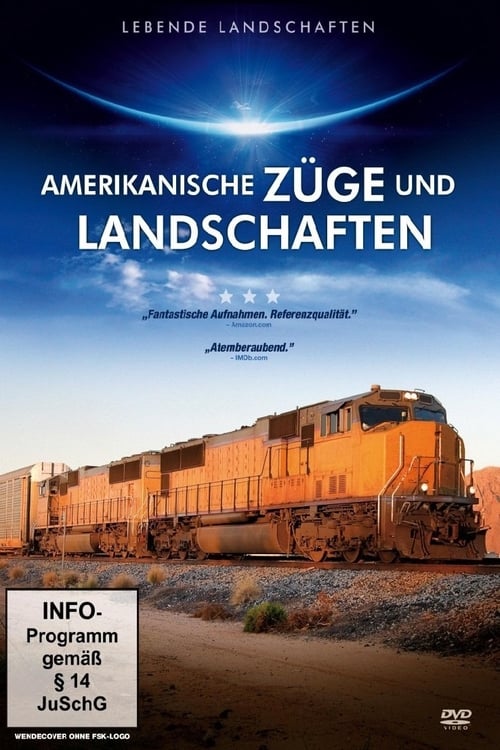 LEBENDE LANDSCHAFTEN
AMERIKANISCHE ZÜGE UND
LANDSCHAFTEN
„Fantastische Aufnahmen. Referenzqualität.”
– Amazon.com
„Atemberaubend.”
– IMDb.com
INFO-
Programm
gemäß
§ 14
JuSchG
WENDECOVER OHNE FSK-LOGO
DVD
VIDEO